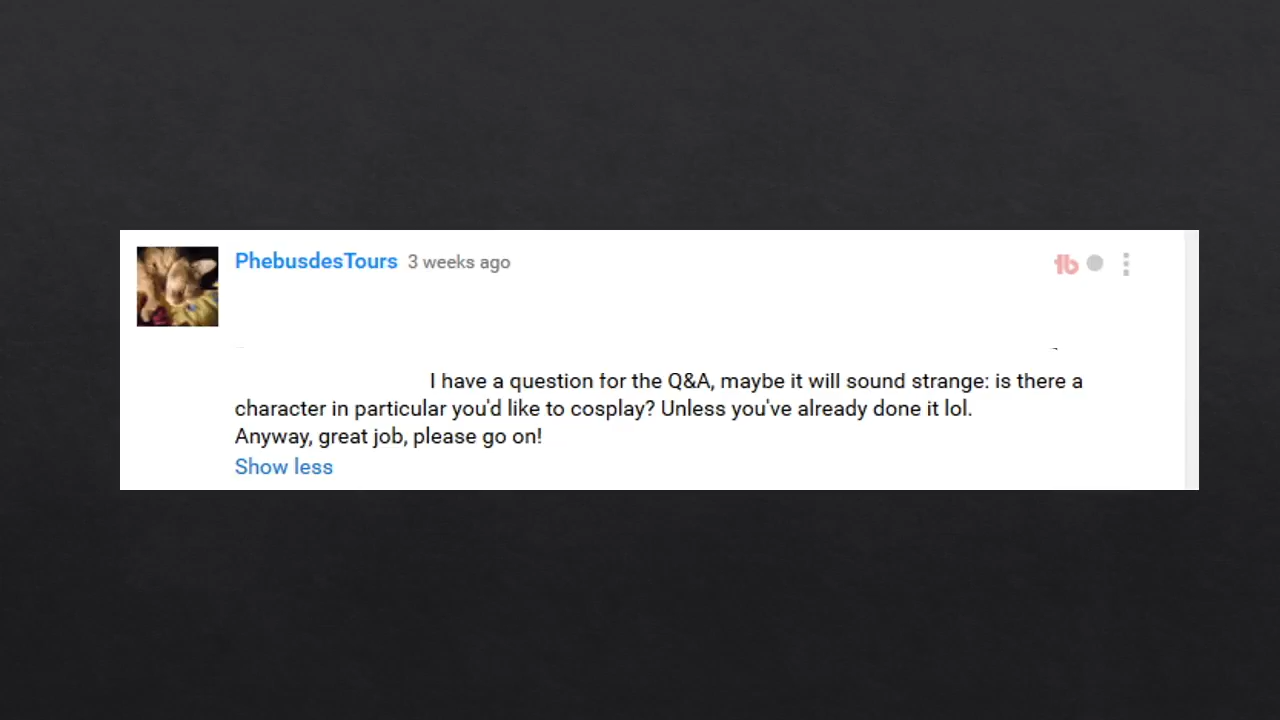 PhebusdesTours 3 weeks ago
tb
I have a question for the Q&A, maybe it will sound strange: is there a
character in particular you'd like to cosplay? Unless you've already done it lol.
Anyway, great job, please go on!
Show less